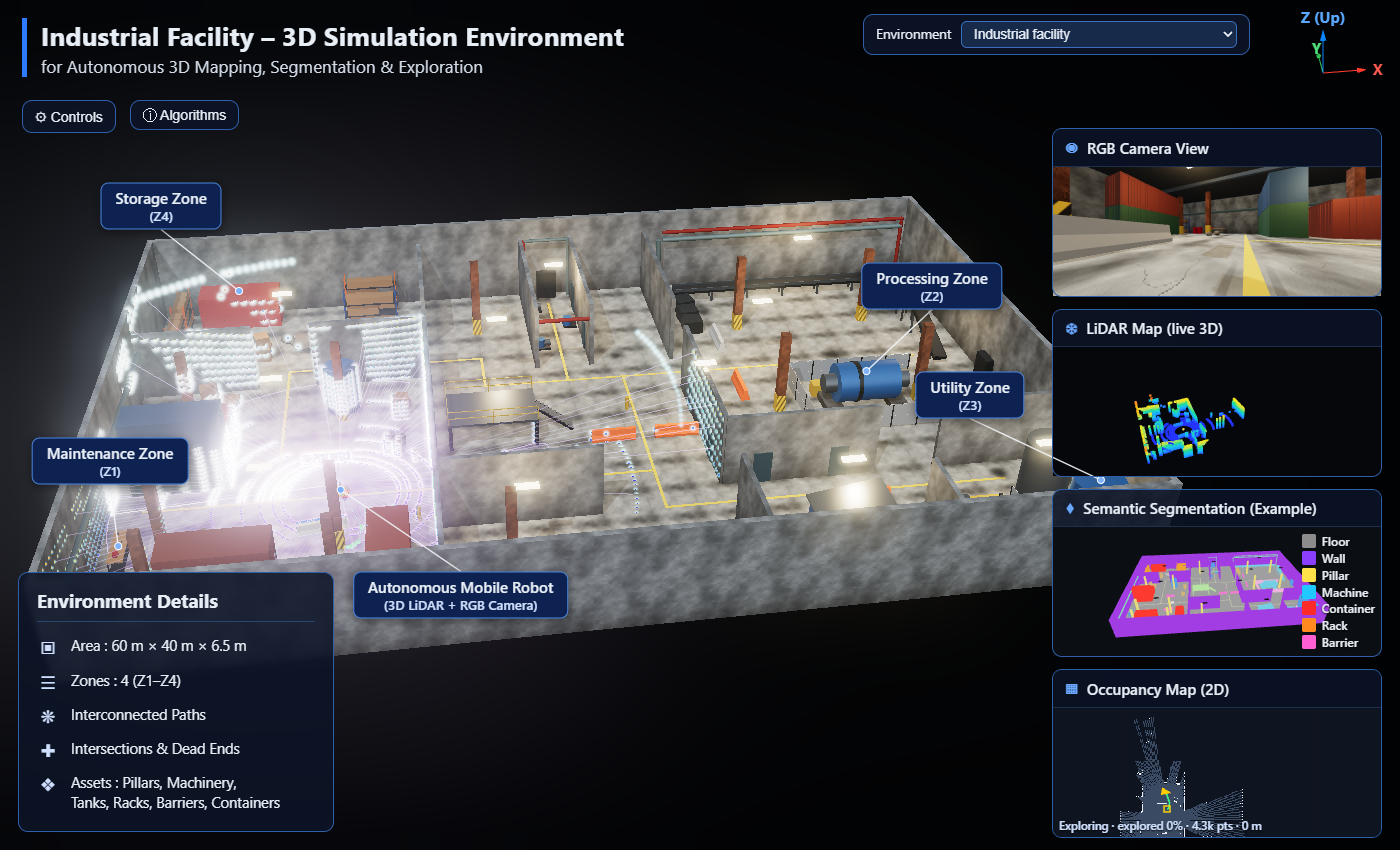 Industrial Facility – 3D Simulation Environment
for Autonomous 3D Mapping, Segmentation & Exploration
Environment
Industrial facility
Z (Up)
Y
X
Controls
Algorithms
RGB Camera View
Storage Zone
(Z4)
Processing Zone
(Z2)
LiDAR Map (live 3D)
Utility Zone
(Z3)
Maintenance Zone
(Z1)
Semantic Segmentation (Example)
Floor
Wall
Pillar
Machine
Container
Rack
Barrier
Autonomous Mobile Robot
(3D LiDAR + RGB Camera)
Environment Details
Area : 60 m × 40 m × 6.5 m
Zones : 4 (Z1–Z4)
Interconnected Paths
Intersections & Dead Ends
Assets : Pillars, Machinery,
Tanks, Racks, Barriers, Containers
Occupancy Map (2D)
Exploring · explored 0% · 4.3k pts · 0 m